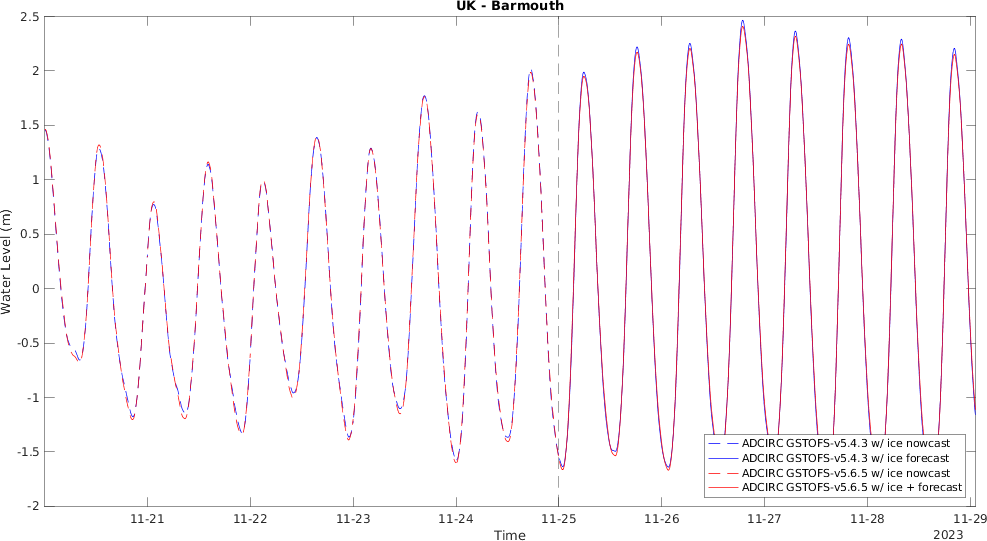 UK - Barmouth
2.5
2
1.5
1
0.5
0
-0.5
-1
-1.5
-2
Water Level (m)
11-21
11-22
11-23
11-24
11-25
11-26
11-27
11-28
11-29
Time
2023
ADCIRC GSTOFS-v5.4.3 w/ ice nowcast
ADCIRC GSTOFS-v5.4.3 w/ ice forecast
ADCIRC GSTOFS-v5.6.5 w/ ice nowcast
ADCIRC GSTOFS-v5.6.5 w/ ice + forecast